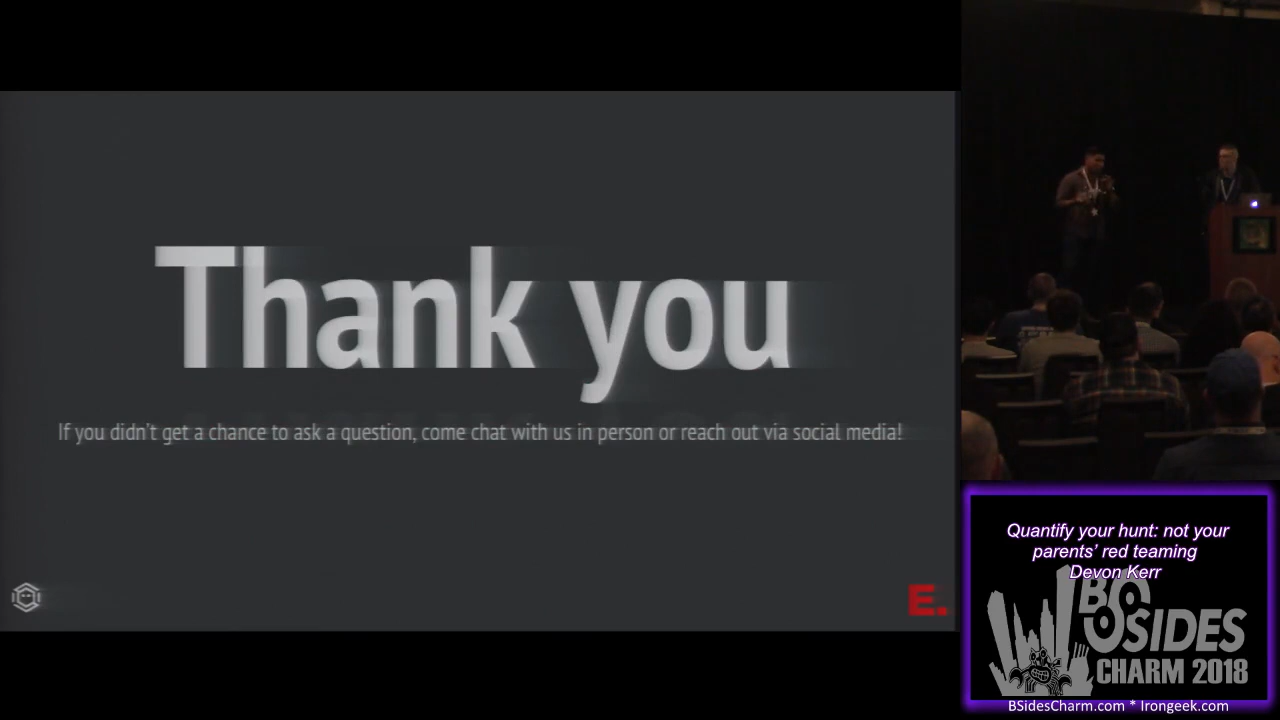 Thank you
If you didn't get a chance to ask a question, come chat with us in person or reach out via social media!
E.
Quantify your hunt: not your
parents' red teaming
Devon Kerr
BSIDES
CHARM 2018
BSidesCharm.com * Irongeek.com